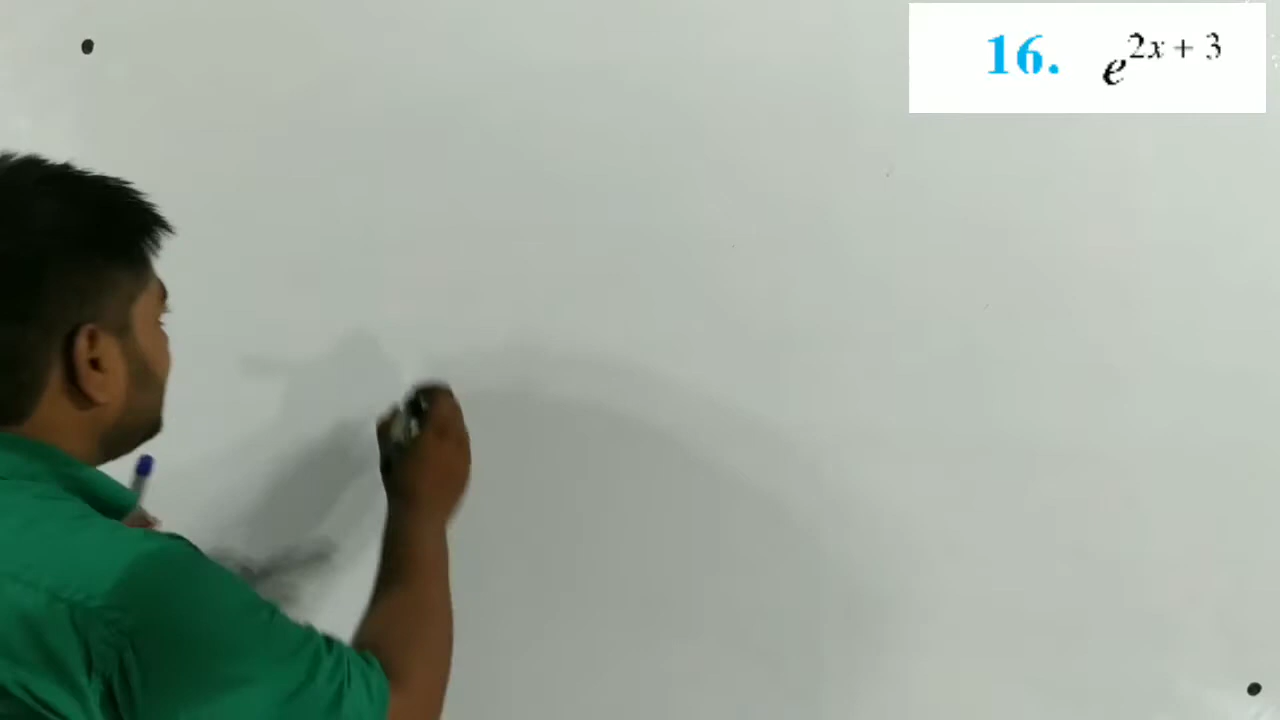 16. e^{2x + 3}